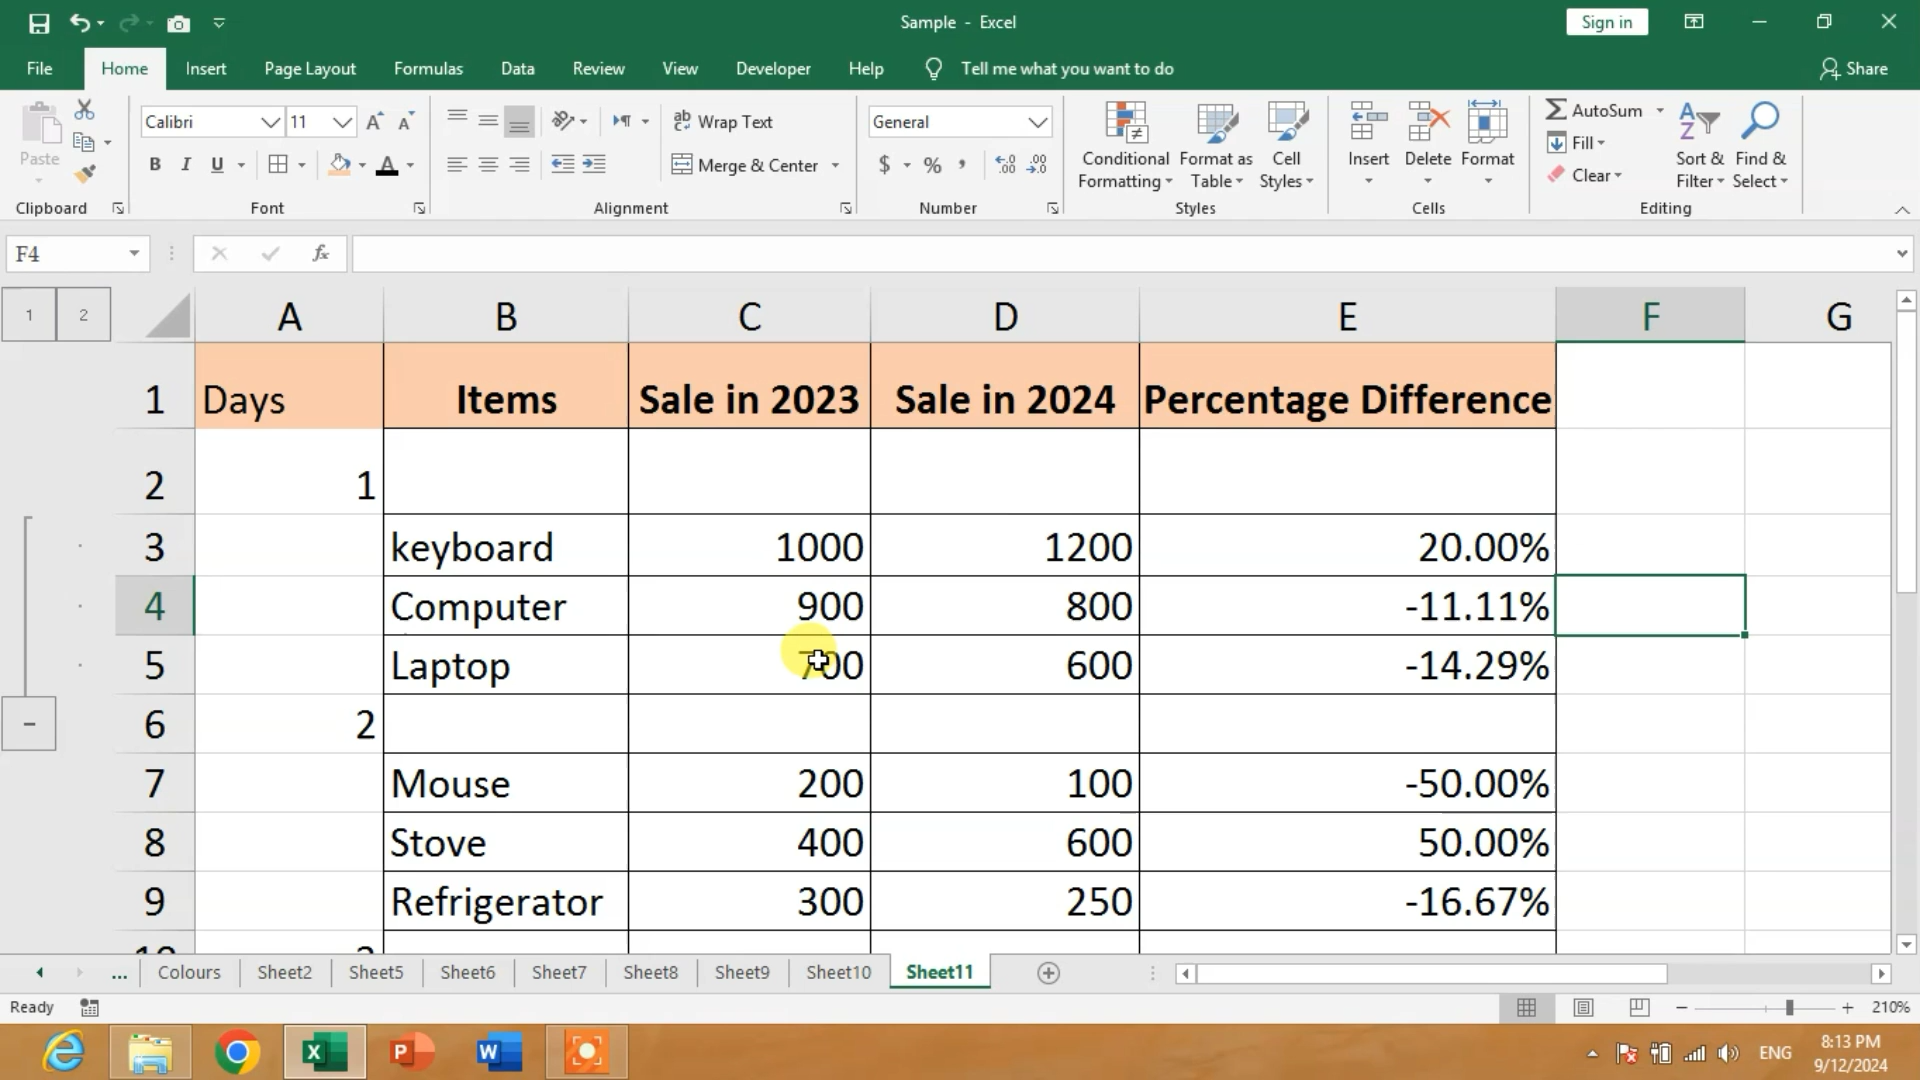 Sample - Excel
Sign in
File Home Insert Page Layout Formulas Data Review View Developer Help Tell me what you want to do Share
Paste
Clipboard
Calibri 11
B I U
Font
Wrap Text
Merge & Center
Alignment
General
$ % ,
Number
Conditional Formatting
Format as Table
Cell Styles
Styles
Insert
Delete
Format
Cells
AutoSum
Fill
Clear
Sort & Filter
Find & Select
Editing
F4 fx
1 2 A B C D E F G
1 Days Items Sale in 2023 Sale in 2024 Percentage Difference
2 1
3 keyboard 1000 1200 20.00%
4 Computer 900 800 -11.11%
5 Laptop 700 600 -14.29%
6 2
7 Mouse 200 100 -50.00%
8 Stove 400 600 50.00%
9 Refrigerator 300 250 -16.67%
... Colours Sheet2 Sheet5 Sheet6 Sheet7 Sheet8 Sheet9 Sheet10 Sheet11
Ready 210%
ENG
8:13 PM
9/12/2024